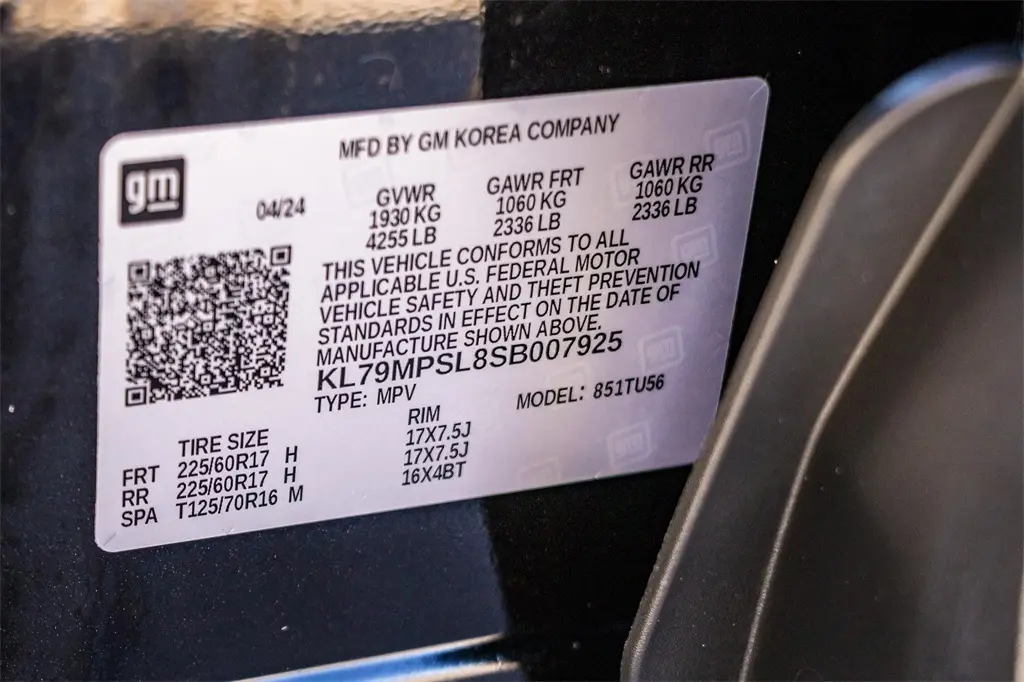 MFD BY GM KOREA COMPANY
gm
04/24
GVWR
1930 KG
4255 LB
GAWR FRT
1060 KG
2336 LB
GAWR RR
1060 KG
2336 LB
THIS VEHICLE CONFORMS TO ALL
APPLICABLE U.S. FEDERAL MOTOR
VEHICLE SAFETY AND THEFT PREVENTION
STANDARDS IN EFFECT ON THE DATE OF
MANUFACTURE SHOWN ABOVE.
KL79MPSL8SB007925
TYPE: MPV
MODEL: 851TU56
TIRE SIZE RIM
FRT 225/60R17 H 17X7.5J
RR 225/60R17 H 17X7.5J
SPA T125/70R16 M 16X4BT